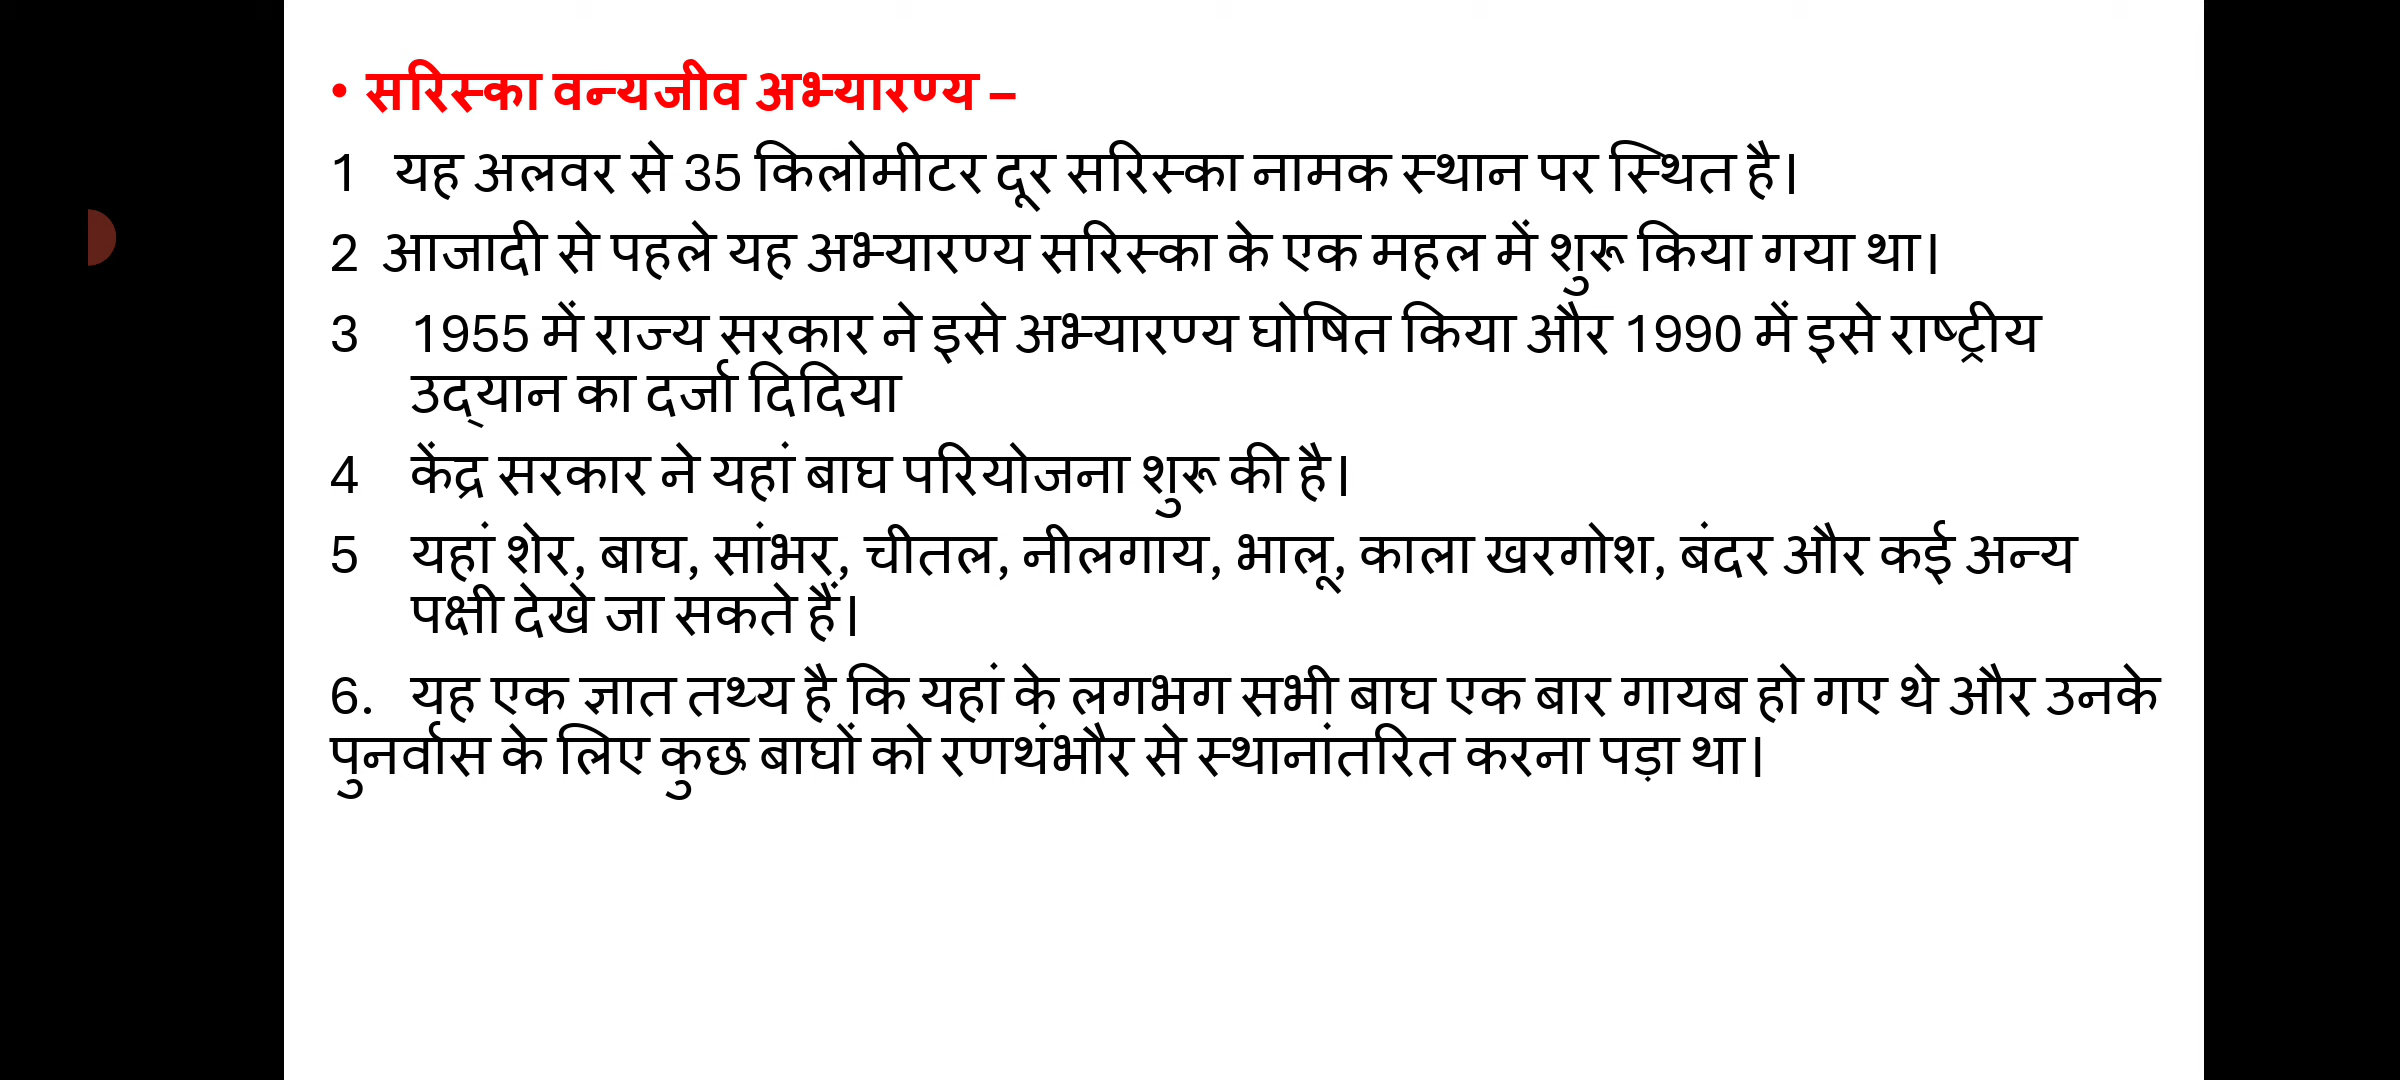 • सरिस्का वन्यजीव अभ्यारण्य –
1 यह अलवर से 35 किलोमीटर दूर सरिस्का नामक स्थान पर स्थित है।
2 आजादी से पहले यह अभ्यारण्य सरिस्का के एक महल में शुरू किया गया था।
3 1955 में राज्य सरकार ने इसे अभ्यारण्य घोषित किया और 1990 में इसे राष्ट्रीय
उद्यान का दर्जा दिदिया
4 केंद्र सरकार ने यहां बाघ परियोजना शुरू की है।
5 यहां शेर, बाघ, सांभर, चीतल, नीलगाय, भालू, काला खरगोश, बंदर और कई अन्य
पक्षी देखे जा सकते हैं।
6. यह एक ज्ञात तथ्य है कि यहां के लगभग सभी बाघ एक बार गायब हो गए थे और उनके
पुनर्वास के लिए कुछ बाघों को रणथंभौर से स्थानांतरित करना पड़ा था।